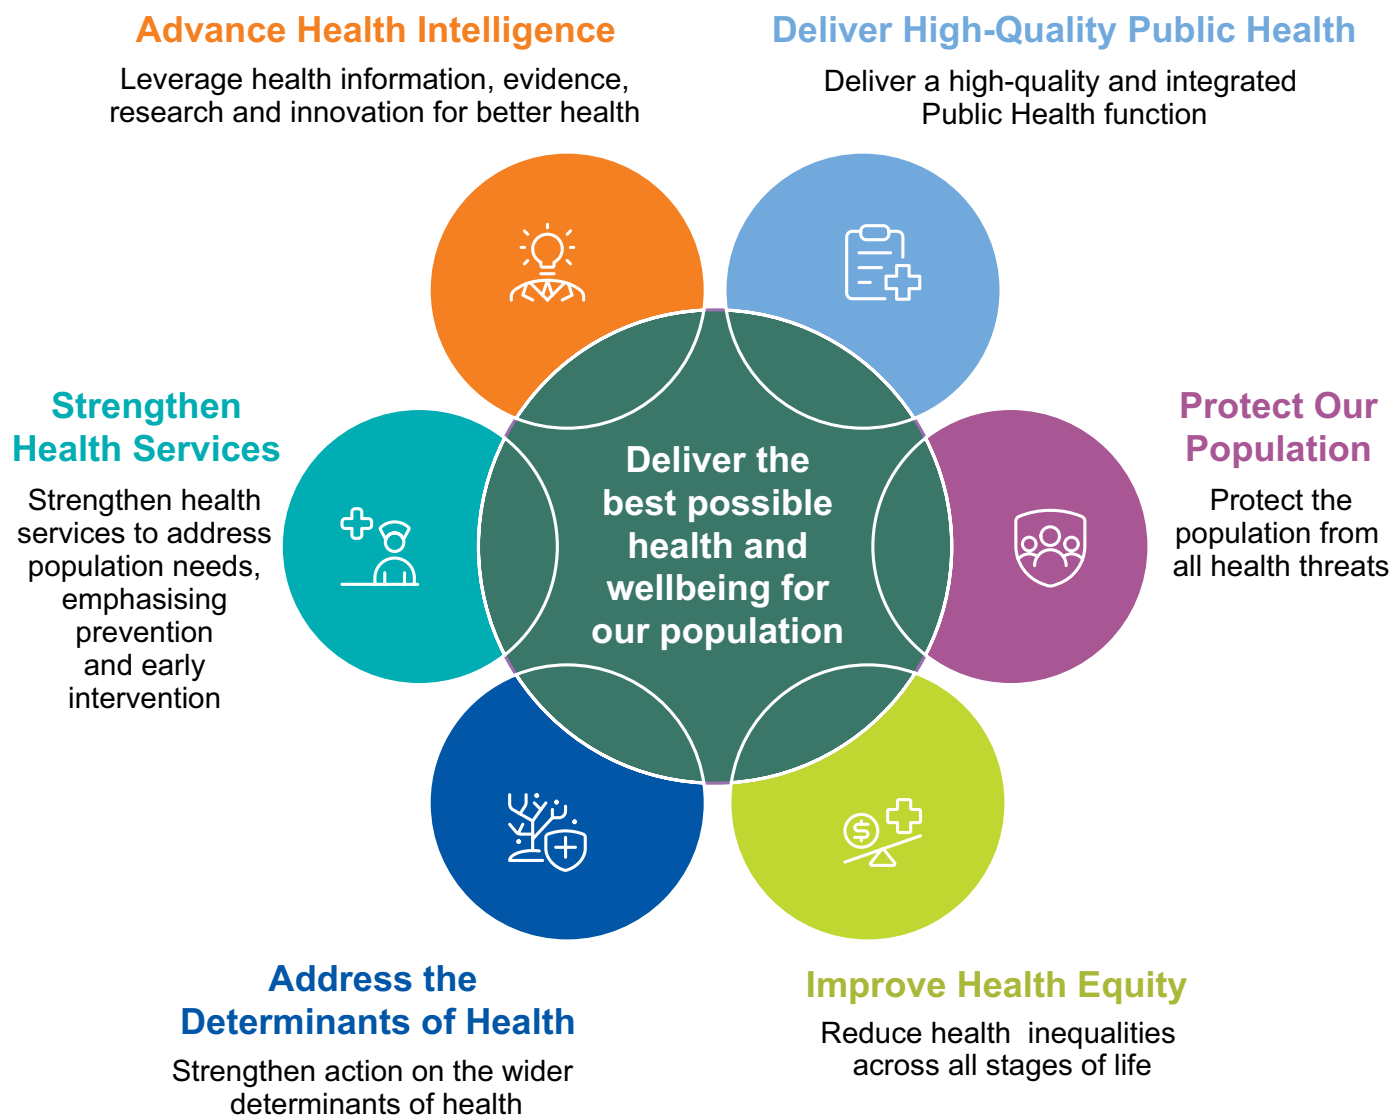 Advance Health Intelligence
Leverage health information, evidence,
research and innovation for better health
Deliver High-Quality Public Health
Deliver a high-quality and integrated
Public Health function
Strengthen
Health Services
Strengthen health
services to address
population needs,
emphasising
prevention
and early
intervention
Deliver the
best possible
health and
wellbeing for
our population
Protect Our
Population
Protect the
population from
all health threats
$
Address the
Determinants of Health
Strengthen action on the wider
determinants of health
Improve Health Equity
Reduce health inequalities
across all stages of life